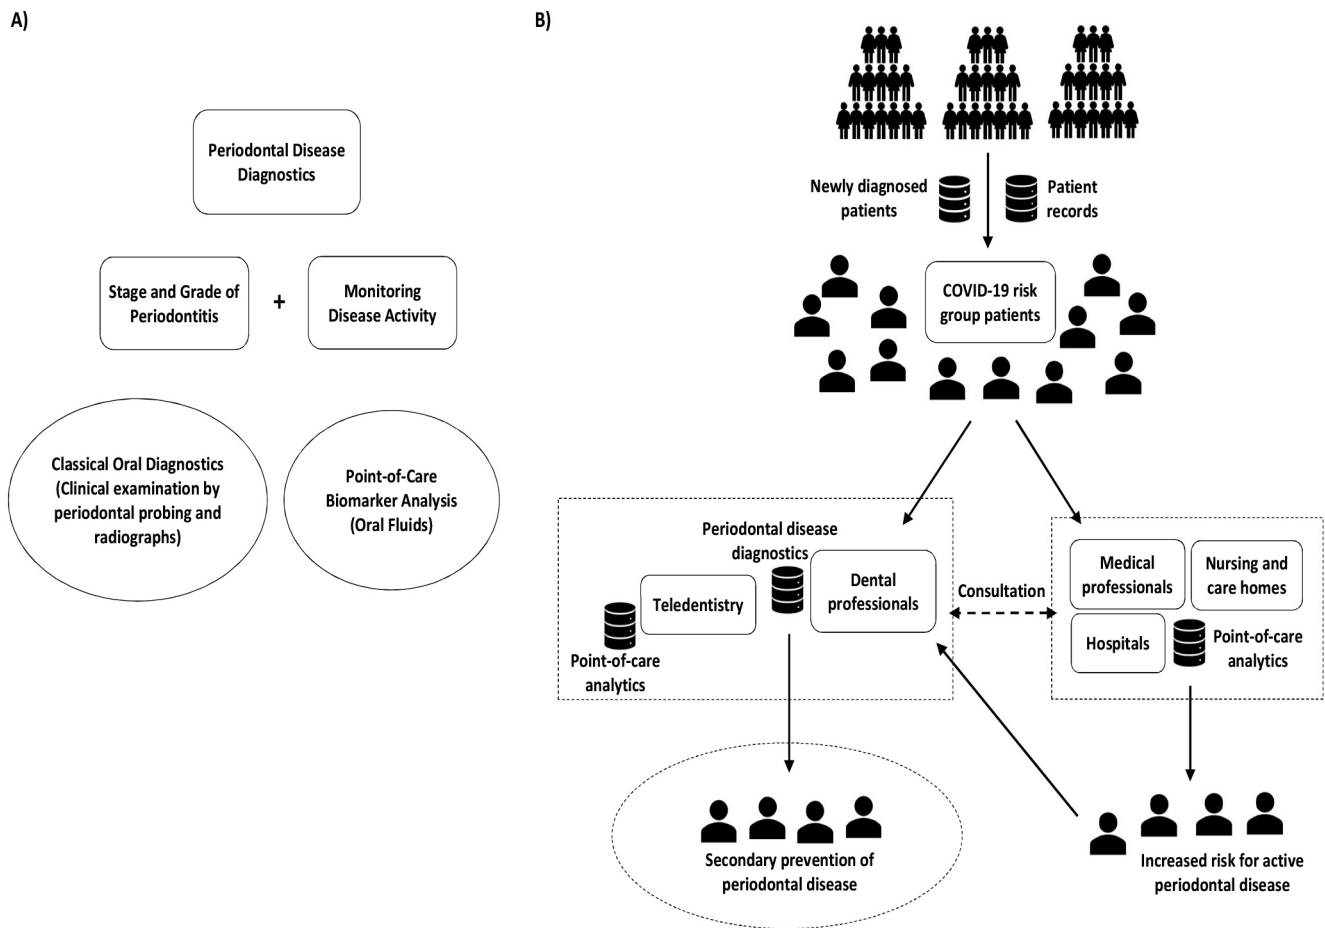 A)
Periodontal Disease
Diagnostics
Stage and Grade of
Periodontitis
+
Monitoring
Disease Activity
Classical Oral Diagnostics
(Clinical examination by
periodontal probing and
radiographs)
Point-of-Care
Biomarker Analysis
(Oral Fluids)
B)
Newly diagnosed
patients
Patient
records
COVID-19 risk
group patients
Periodontal disease
diagnostics
Teledentistry
Dental
professionals
Point-of-care
analytics
Consultation
Medical
professionals
Nursing and
care homes
Hospitals
Point-of-care
analytics
Secondary prevention of
periodontal disease
Increased risk for active
periodontal disease